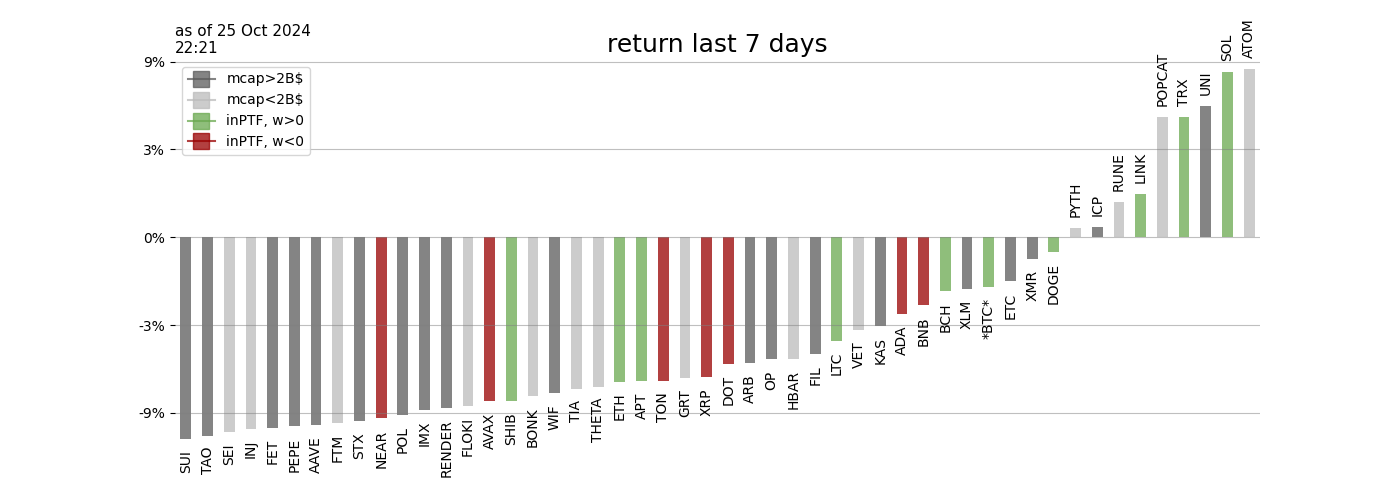 as of 25 Oct 2024
22:21
return last 7 days
9%
3%
0%
-3%
-9%
mcap>2B$
mcap<2B$
inPTF, w>0
inPTF, w<0
SUI
TAO
SEI
INJ
FET
PEPE
AAVE
FTM
STX
NEAR
POL
IMX
RENDER
FLOKI
AVAX
SHIB
BONK
WIF
TIA
THETA
ETH
APT
TON
GRT
XRP
DOT
ARB
OP
HBAR
FIL
LTC
VET
KAS
ADA
BNB
BCH
XLM
*BTC*
ETC
XMR
DOGE
PYTH
ICP
RUNE
LINK
POPCAT
TRX
UNI
SOL
ATOM